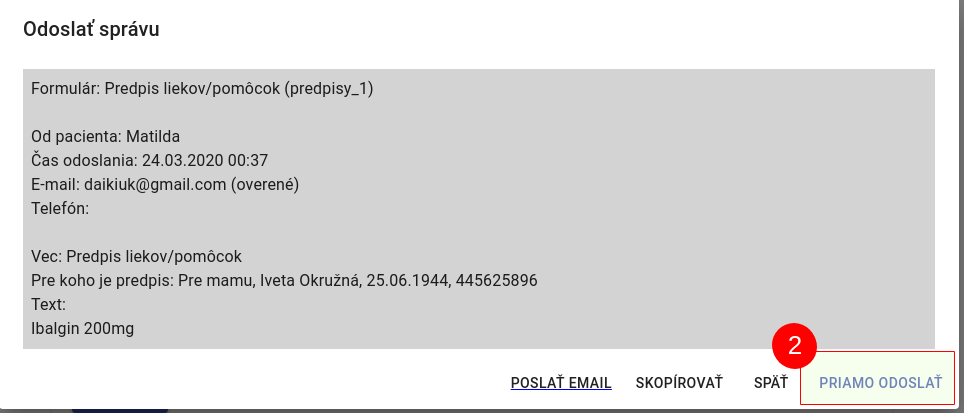 Odoslať správu
Formulár: Predpis liekov/pomôcok (predpisy_1)
Od pacienta: Matilda
Čas odoslania: 24.03.2020 00:37
E-mail: daikiuk@gmail.com (overené)
Telefón:
Vec: Predpis liekov/pomôcok
Pre koho je predpis: Pre mamu, Iveta Okružná, 25.06.1944, 445625896
Text:
Ibalgin 200mg
2
POSLAŤ EMAIL SKOPÍROVAŤ SPÄŤ PRIAMO ODOSLAŤ